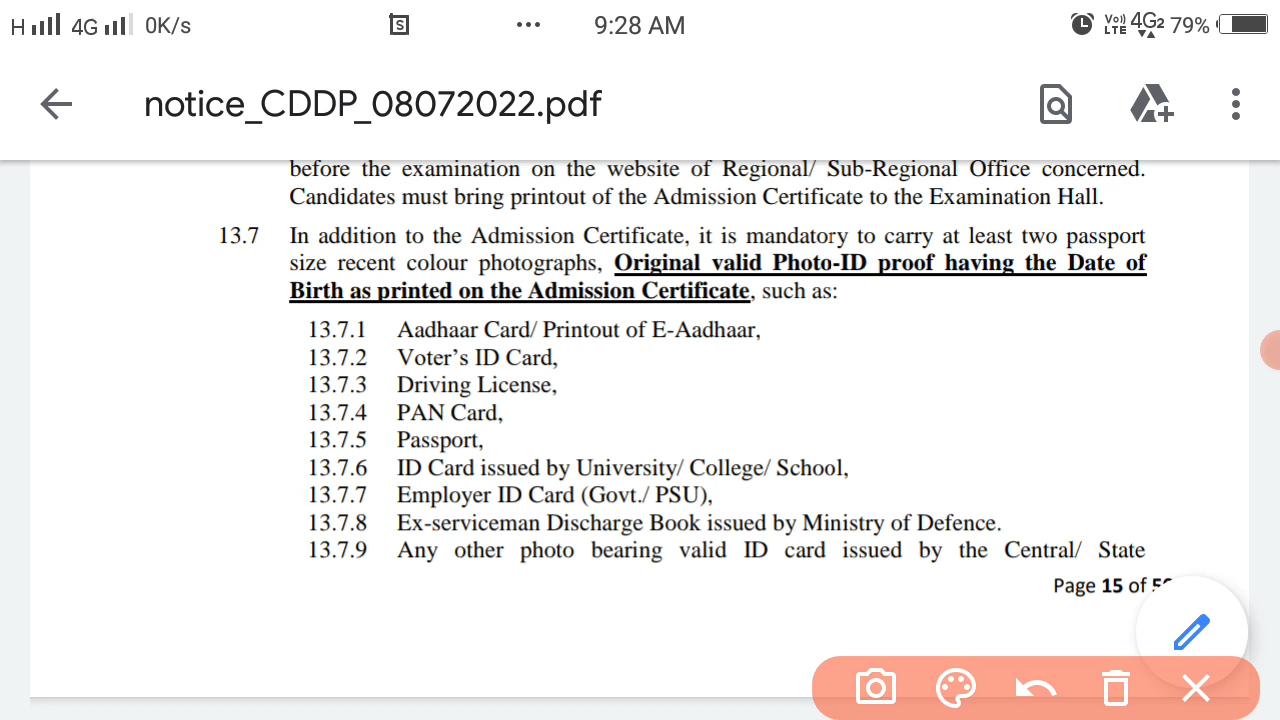 H 4G 0K/s S ... 9:28 AM Vo)) LTE 4G2 79%
notice_CDDP_08072022.pdf
before the examination on the website of Regional/ Sub-Regional Office concerned.
Candidates must bring printout of the Admission Certificate to the Examination Hall.
13.7 In addition to the Admission Certificate, it is mandatory to carry at least two passport
size recent colour photographs, Original valid Photo-ID proof having the Date of
Birth as printed on the Admission Certificate, such as:
13.7.1 Aadhaar Card/ Printout of E-Aadhaar,
13.7.2 Voter’s ID Card,
13.7.3 Driving License,
13.7.4 PAN Card,
13.7.5 Passport,
13.7.6 ID Card issued by University/ College/ School,
13.7.7 Employer ID Card (Govt./ PSU),
13.7.8 Ex-serviceman Discharge Book issued by Ministry of Defence.
13.7.9 Any other photo bearing valid ID card issued by the Central/ State
Page 15 of